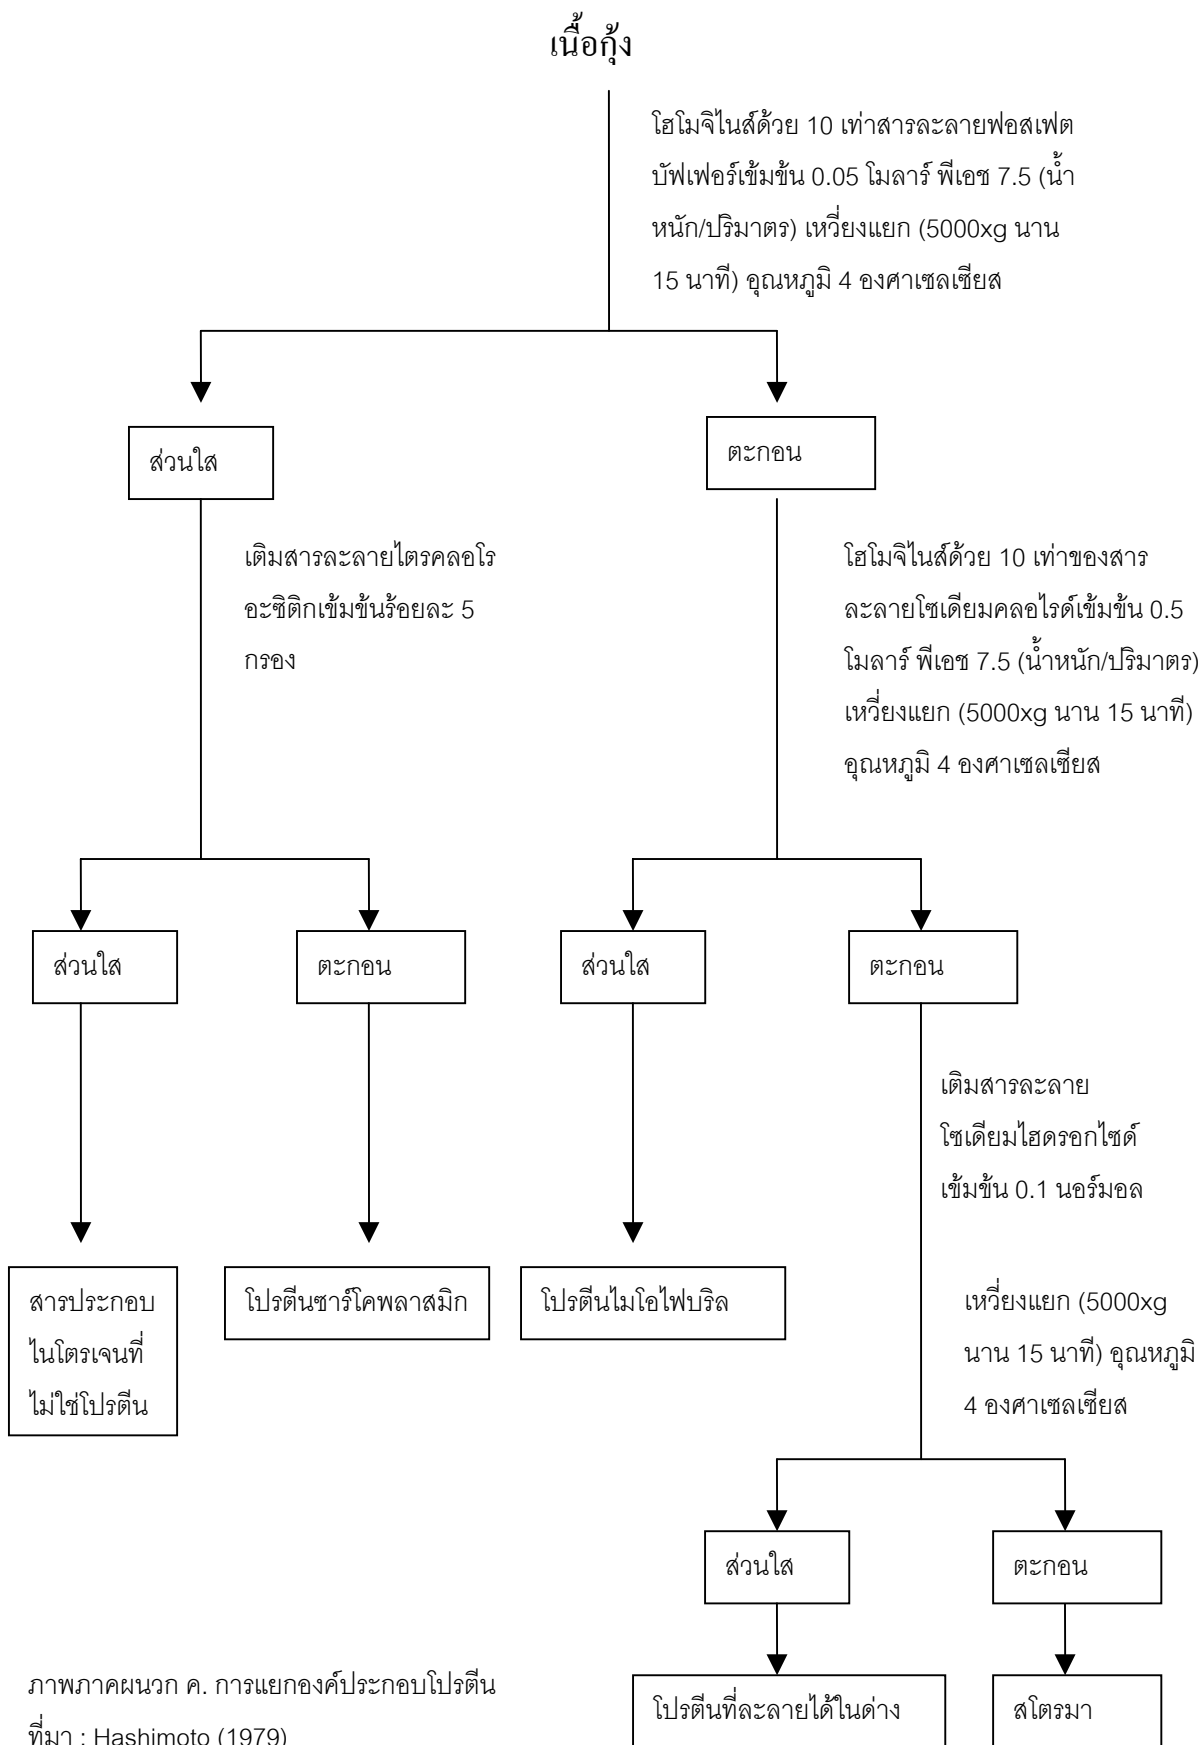 เนื้อกุ้ง
โฮโมจิไนส์ด้วย 10 เท่าสารละลายฟอสเฟต
บัฟเฟอร์เข้มข้น 0.05 โมลาร์ พีเอช 7.5 (น้ำ
หนัก/ปริมาตร) เหวี่ยงแยก (5000xg นาน
15 นาที) อุณหภูมิ 4 องศาเซลเซียส
ส่วนใส
ตะกอน
เติมสารละลายไตรคลอโร
อะซิติกเข้มข้นร้อยละ 5
กรอง
โฮโมจิไนส์ด้วย 10 เท่าของสาร
ละลายโซเดียมคลอไรด์เข้มข้น 0.5
โมลาร์ พีเอช 7.5 (น้ำหนัก/ปริมาตร)
เหวี่ยงแยก (5000xg นาน 15 นาที)
อุณหภูมิ 4 องศาเซลเซียส
ส่วนใส
ตะกอน
ส่วนใส
ตะกอน
เติมสารละลาย
โซเดียมไฮดรอกไซด์
เข้มข้น 0.1 นอร์มอล
สารประกอบ
ไนโตรเจนที่
ไม่ใช่โปรตีน
โปรตีนซาร์โคพลาสมิก
โปรตีนไมโอไฟบริล
เหวี่ยงแยก (5000xg
นาน 15 นาที) อุณหภูมิ
4 องศาเซลเซียส
ส่วนใส
ตะกอน
โปรตีนที่ละลายได้ในด่าง
สโตรมา
ภาพภาคผนวก ค. การแยกองค์ประกอบโปรตีน
ที่มา : Hashimoto (1979)